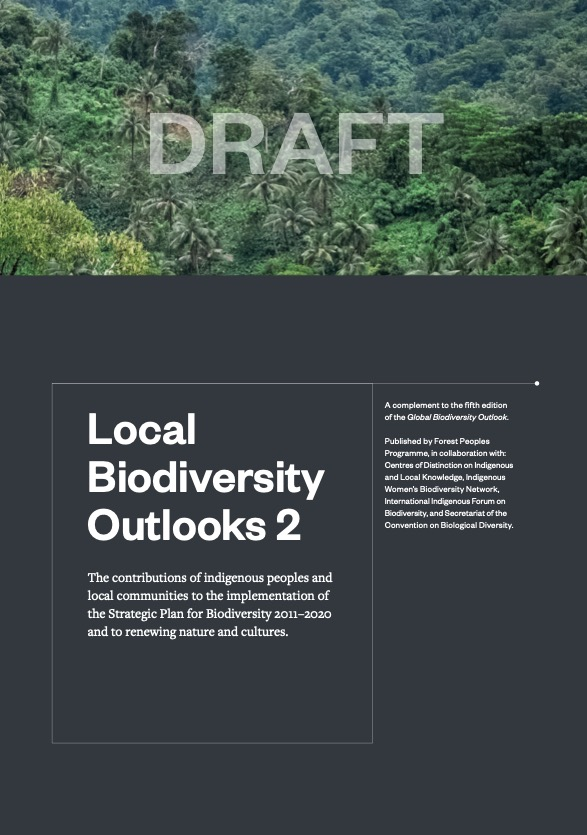 DRAFT
Local
Biodiversity
Outlooks 2
The contributions of indigenous peoples and
local communities to the implementation of
the Strategic Plan for Biodiversity 2011–2020
and to renewing nature and cultures.
A complement to the fifth edition
of the Global Biodiversity Outlook.
Published by Forest Peoples
Programme, in collaboration with:
Centres of Distinction on Indigenous
and Local Knowledge, Indigenous
Women's Biodiversity Network,
International Indigenous Forum on
Biodiversity, and Secretariat of the
Convention on Biological Diversity.